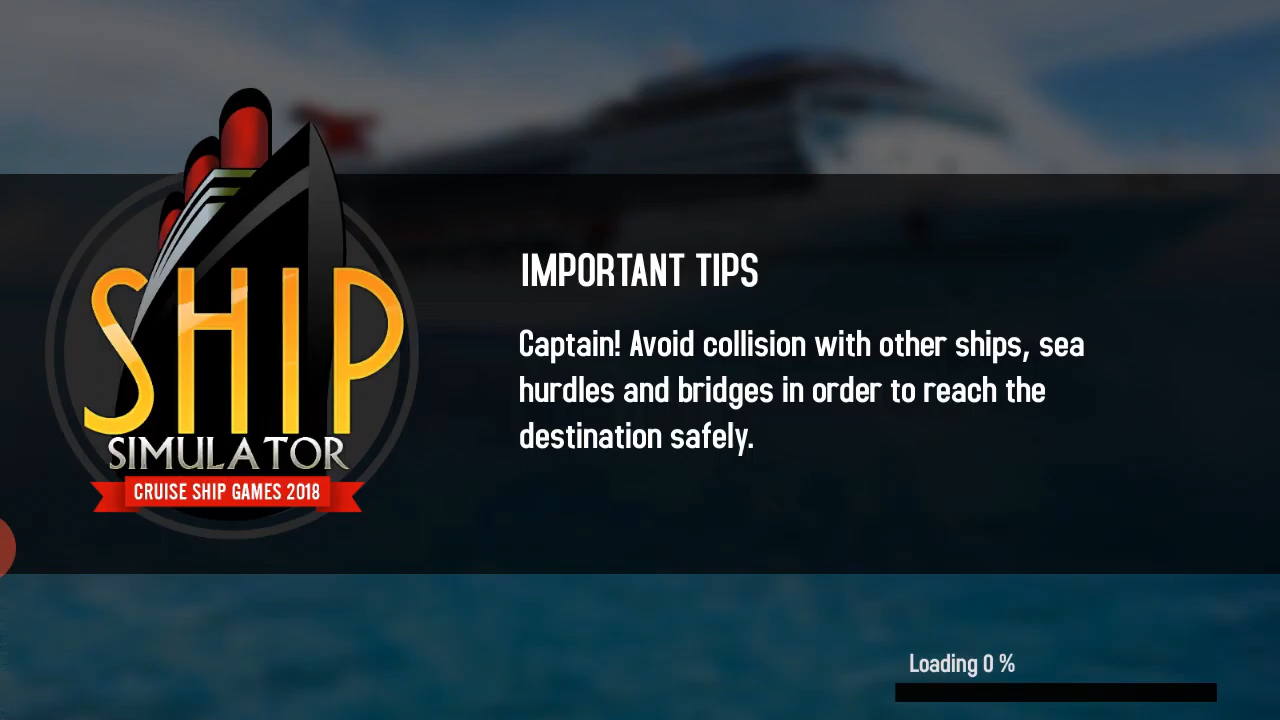 SHIP
SIMULATOR
CRUISE SHIP GAMES 2018
IMPORTANT TIPS
Captain! Avoid collision with other ships, sea
hurdles and bridges in order to reach the
destination safely.
Loading 0 %